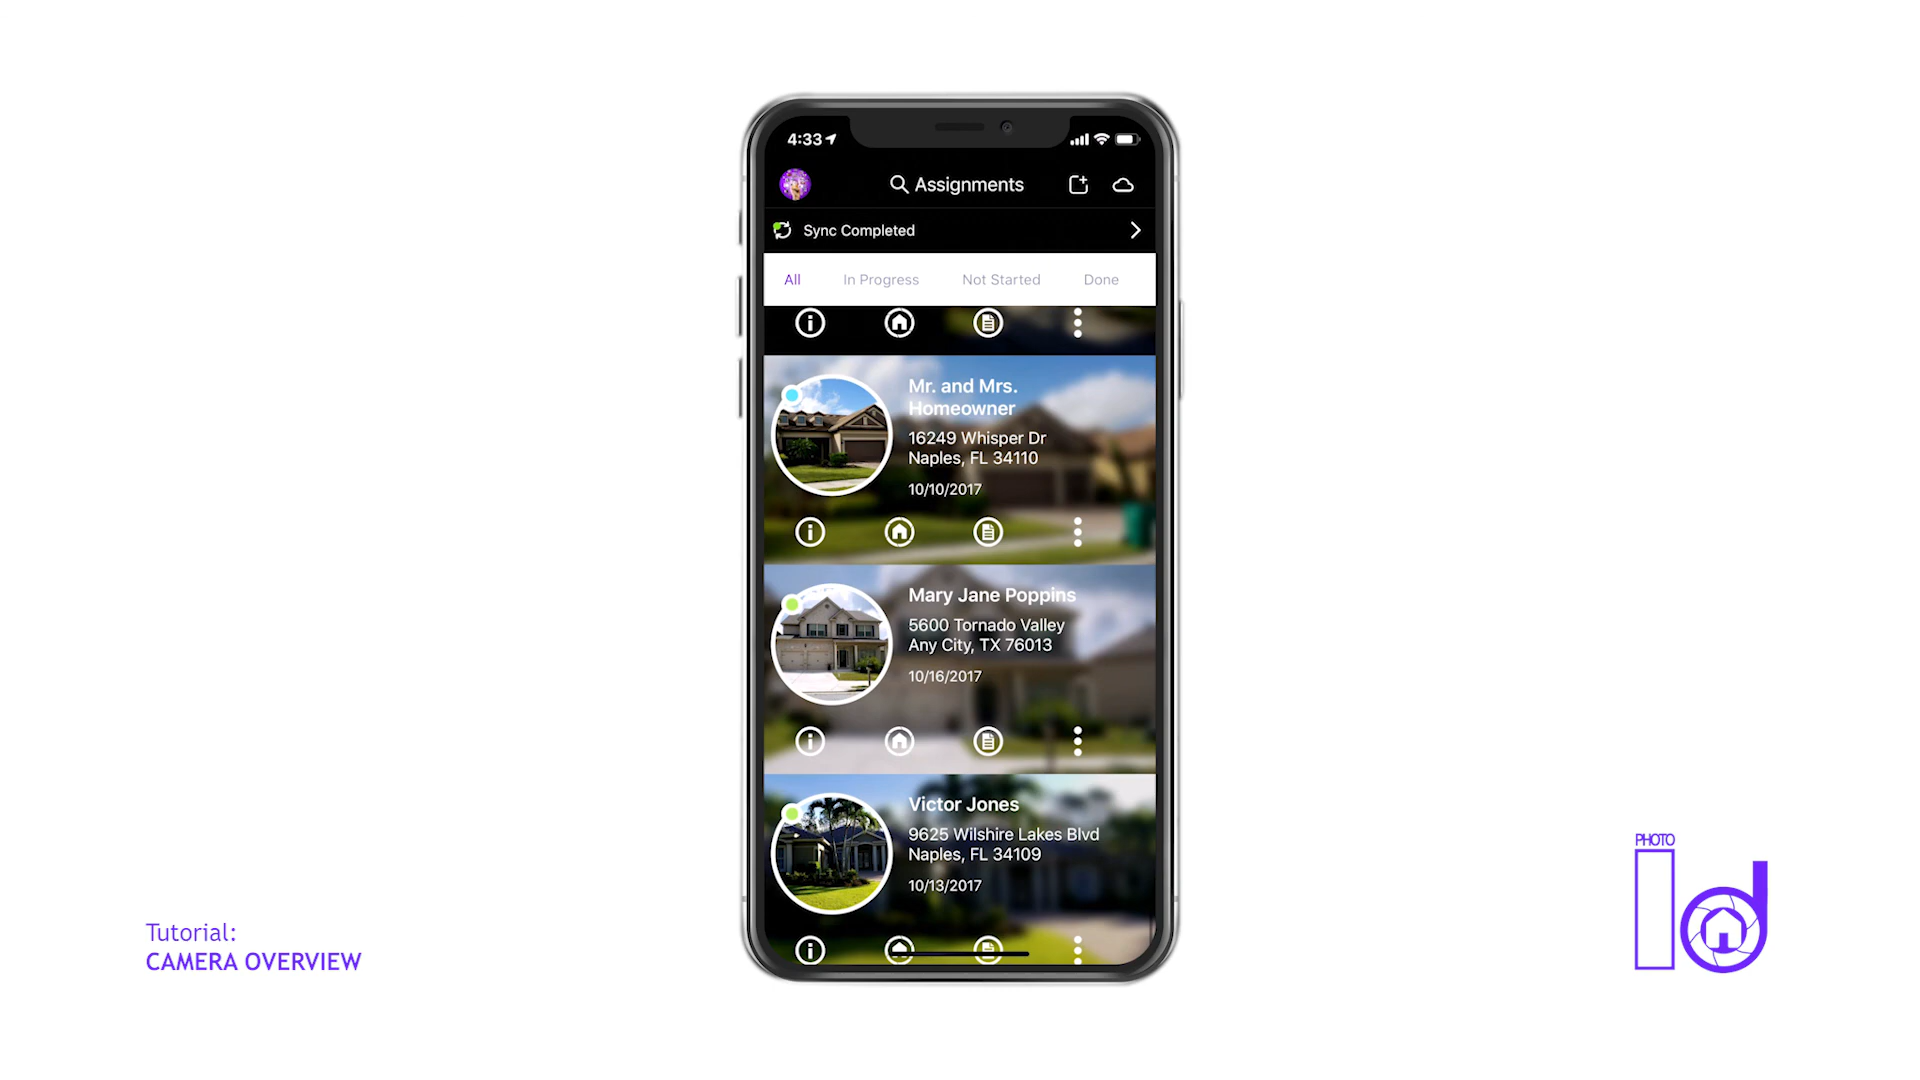 4:33
Assignments
Sync Completed
All
In Progress
Not Started
Done
Mr. and Mrs.
Homeowner
16249 Whisper Dr
Naples, FL 34110
10/10/2017
Mary Jane Poppins
5600 Tornado Valley
Any City, TX 76013
10/16/2017
Victor Jones
9625 Wilshire Lakes Blvd
Naples, FL 34109
10/13/2017
Tutorial:
CAMERA OVERVIEW
PHOTO
Id